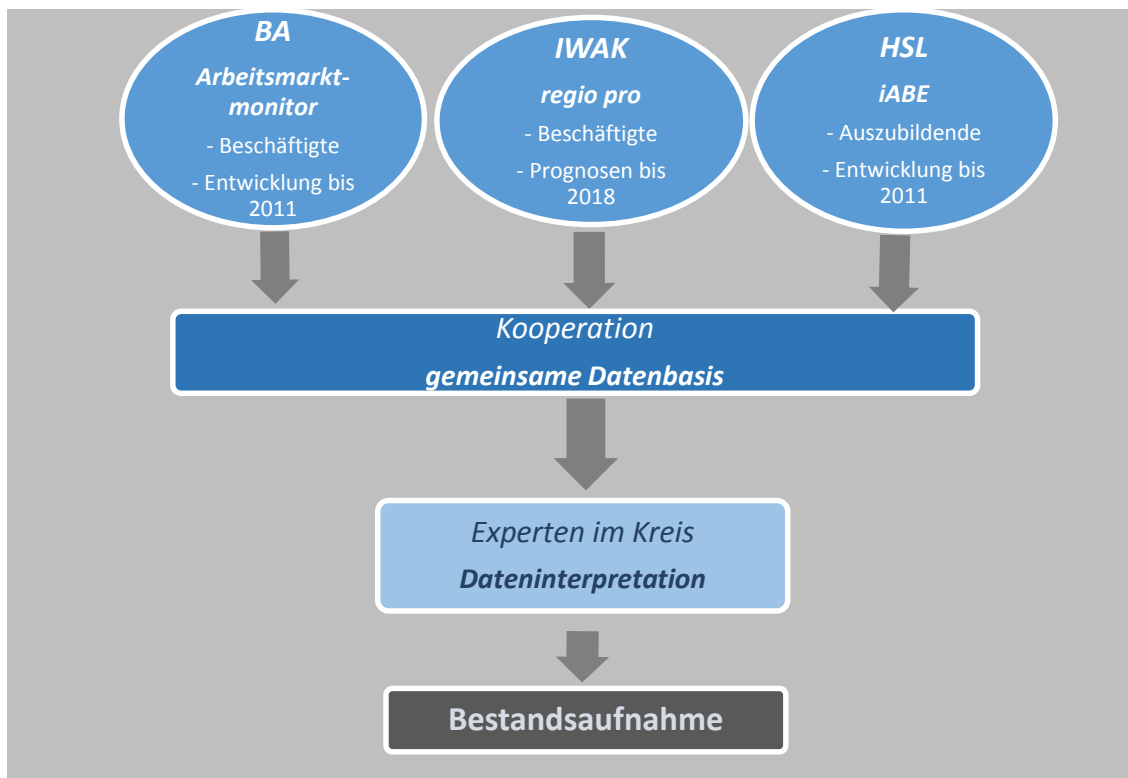 BA
Arbeitsmarkt-
monitor
- Beschäftigte
- Entwicklung bis
2011
IWAK
regio pro
- Beschäftigte
- Prognosen bis
2018
HSL
iABE
- Auszubildende
- Entwicklung bis
2011
Kooperation
gemeinsame Datenbasis
Experten im Kreis
Dateninterpretation
Bestandsaufnahme